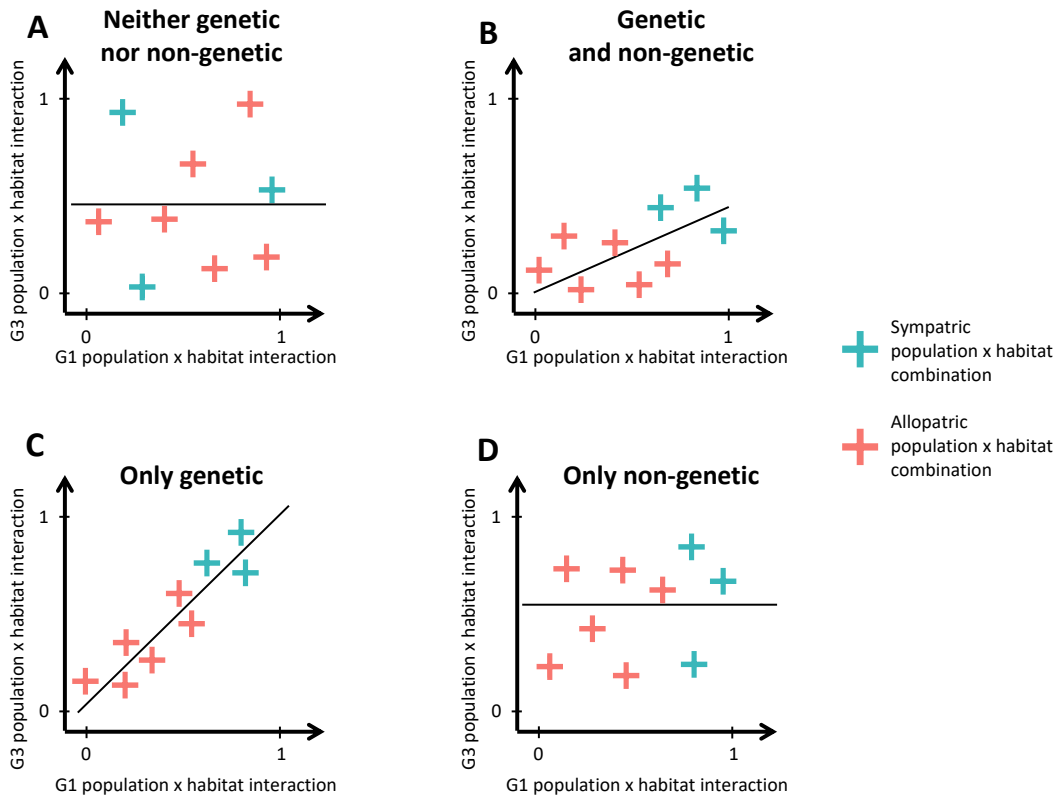 A
Neither genetic
nor non-genetic
G3 population x habitat interaction
1
0
0
1
G1 population x habitat interaction
B
Genetic
and non-genetic
G3 population x habitat interaction
1
0
0
1
G1 population x habitat interaction
Sympatric
population x habitat
combination
Allopatric
population x habitat
combination
C
Only genetic
G3 population x habitat interaction
1
0
0
1
G1 population x habitat interaction
D
Only non-genetic
G3 population x habitat interaction
1
0
0
1
G1 population x habitat interaction